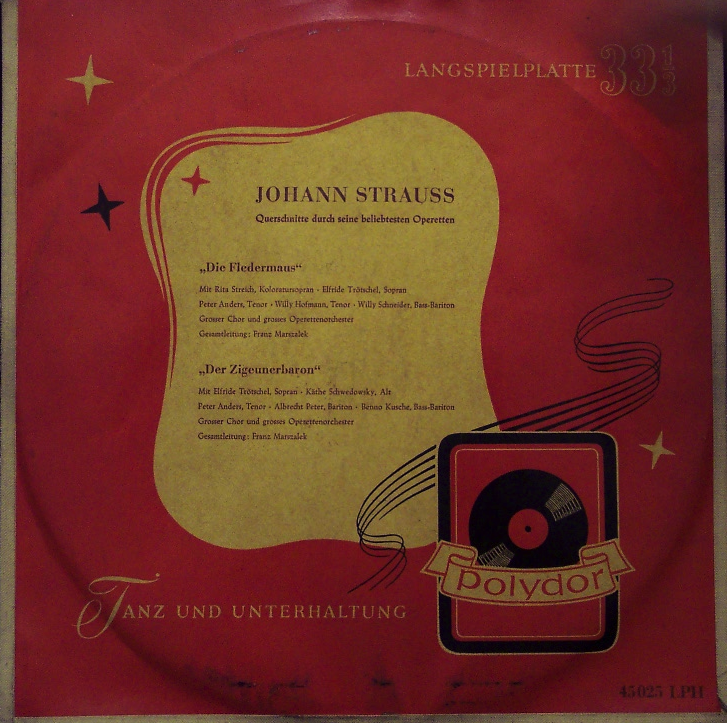 LANGSPIELPLATTE 33 1/3
JOHANN STRAUSS
Querschnitte durch seine beliebtesten Operetten
„Die Fledermaus“
Mit Rita Streich, Koloratursopran · Elfride Trötschel, Sopran
Peter Anders, Tenor · Willy Hofmann, Tenor · Willy Schneider, Bass-Bariton
Grosser Chor und grosses Operettenorchester
Gesamtleitung: Franz Marszalek
„Der Zigeunerbaron“
Mit Elfride Trötschel, Sopran · Käthe Schwedowsky, Alt
Peter Anders, Tenor · Albrecht Peter, Bariton · Benno Kusche, Bass-Bariton
Grosser Chor und grosses Operettenorchester
Gesamtleitung: Franz Marszalek
polydor
TANZ UND UNTERHALTUNG
45025 LPH